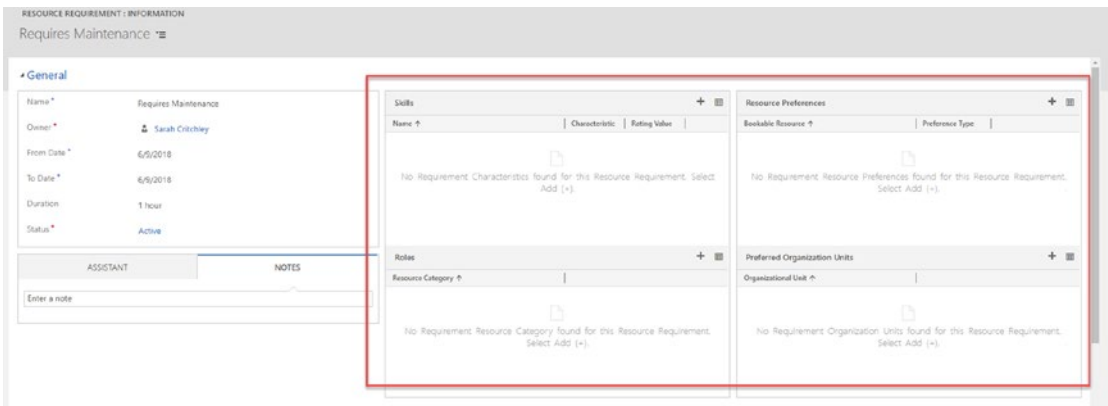 RESOURCE REQUIREMENT : INFORMATION
Requires Maintenance
General
Name * Requires Maintenance
Owner * Sarah Critchley
From Date * 6/9/2018
To Date * 6/9/2018
Duration 1 hour
Status * Active
ASSISTANT NOTES
Enter a note
Skills
Name ↑ Characteristic Rating Value
No Requirement Characteristics found for this Resource Requirement. Select
Add (+).
Resource Preferences
Bookable Resource ↑ Preference Type
No Requirement Resource Preferences found for this Resource Requirement.
Select Add (+).
Roles
Resource Category ↑
No Requirement Resource Category found for this Resource Requirement.
Select Add (+).
Preferred Organization Units
Organizational Unit ↑
No Requirement Organization Units found for this Resource Requirement.
Select Add (+).